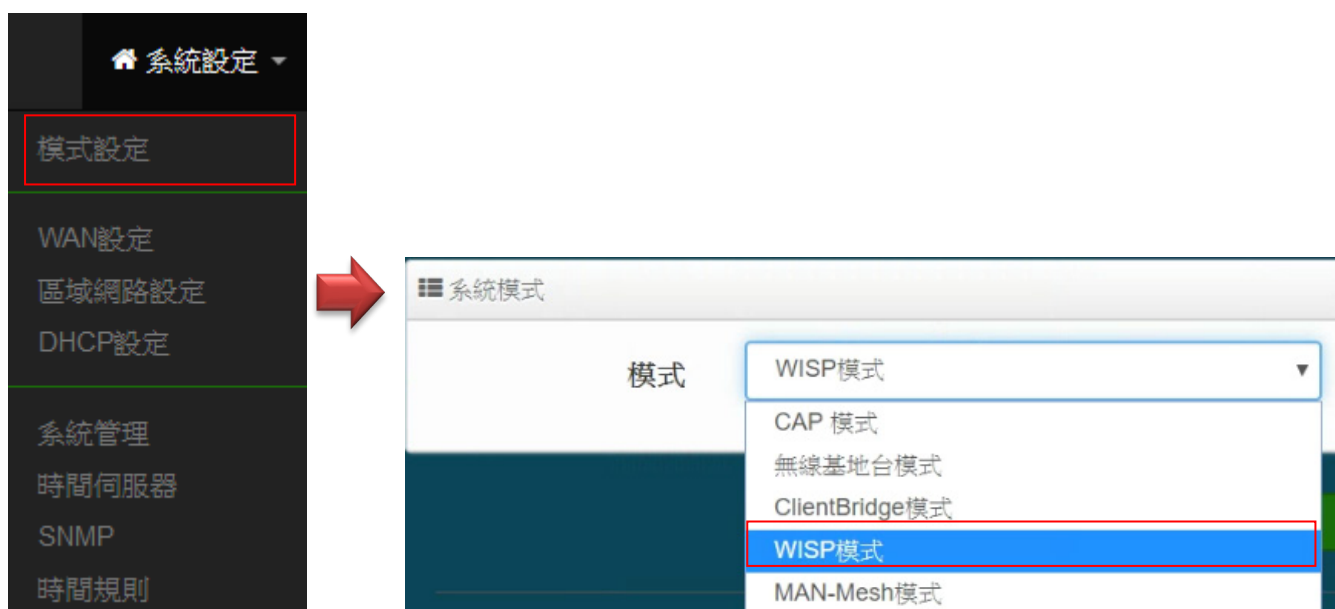 系統設定
模式設定
WAN設定
區域網路設定
DHCP設定
系統管理
時間伺服器
SNMP
時間規則
系統模式
模式
WISP模式
CAP 模式
無線基地台模式
ClientBridge模式
WISP模式
MAN-Mesh模式